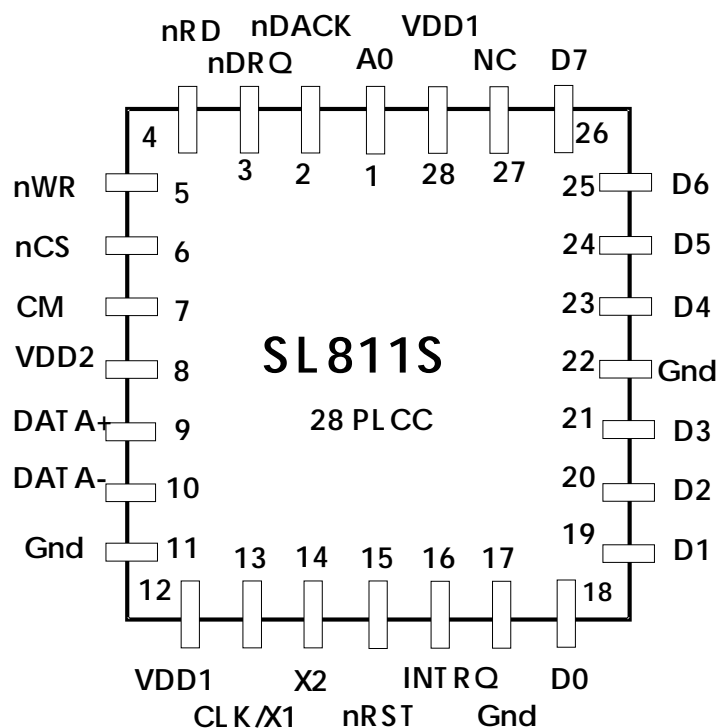 nRD nDACK VDD1
nDRQ A0 NC D7
4 3 2 1 28 27 26
nWR 5 25 D6
nCS 6 24 D5
CM 7 23 D4
VDD2 8 22 Gnd
SL811S
28 PLCC
DATA+ 9 21 D3
DATA- 10 20 D2
Gnd 11 19 D1
12 13 14 15 16 17 18
VDD1 X2 INTRQ D0
CLK/X1 nRST Gnd